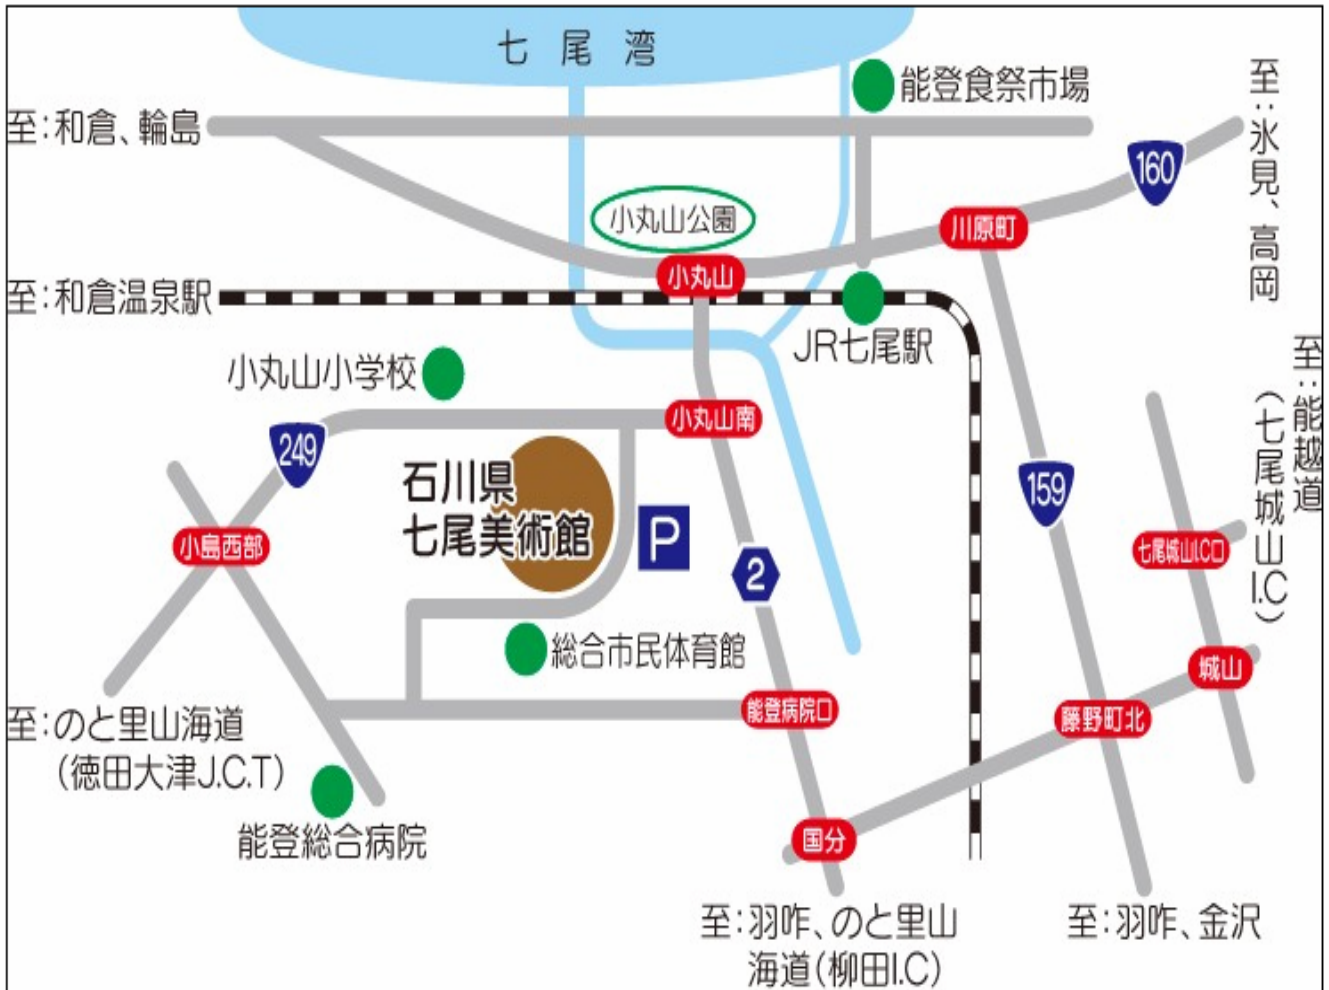 七尾湾
能登食祭市場
至：和倉、輪島
至：氷見、高岡
160
小丸山公園
川原町
小丸山
至：和倉温泉駅
JR七尾駅
小丸山小学校
至：能越道
（七尾城山I.C）
小丸山南
249
石川県
七尾美術館
P
159
2
小島西部
七尾城山I.C口
総合市民体育館
城山
能登病院口
藤野町北
至：のと里山海道
（徳田大津J.C.T）
能登総合病院
国分
至：羽咋、のと里山
海道（柳田I.C）
至：羽咋、金沢